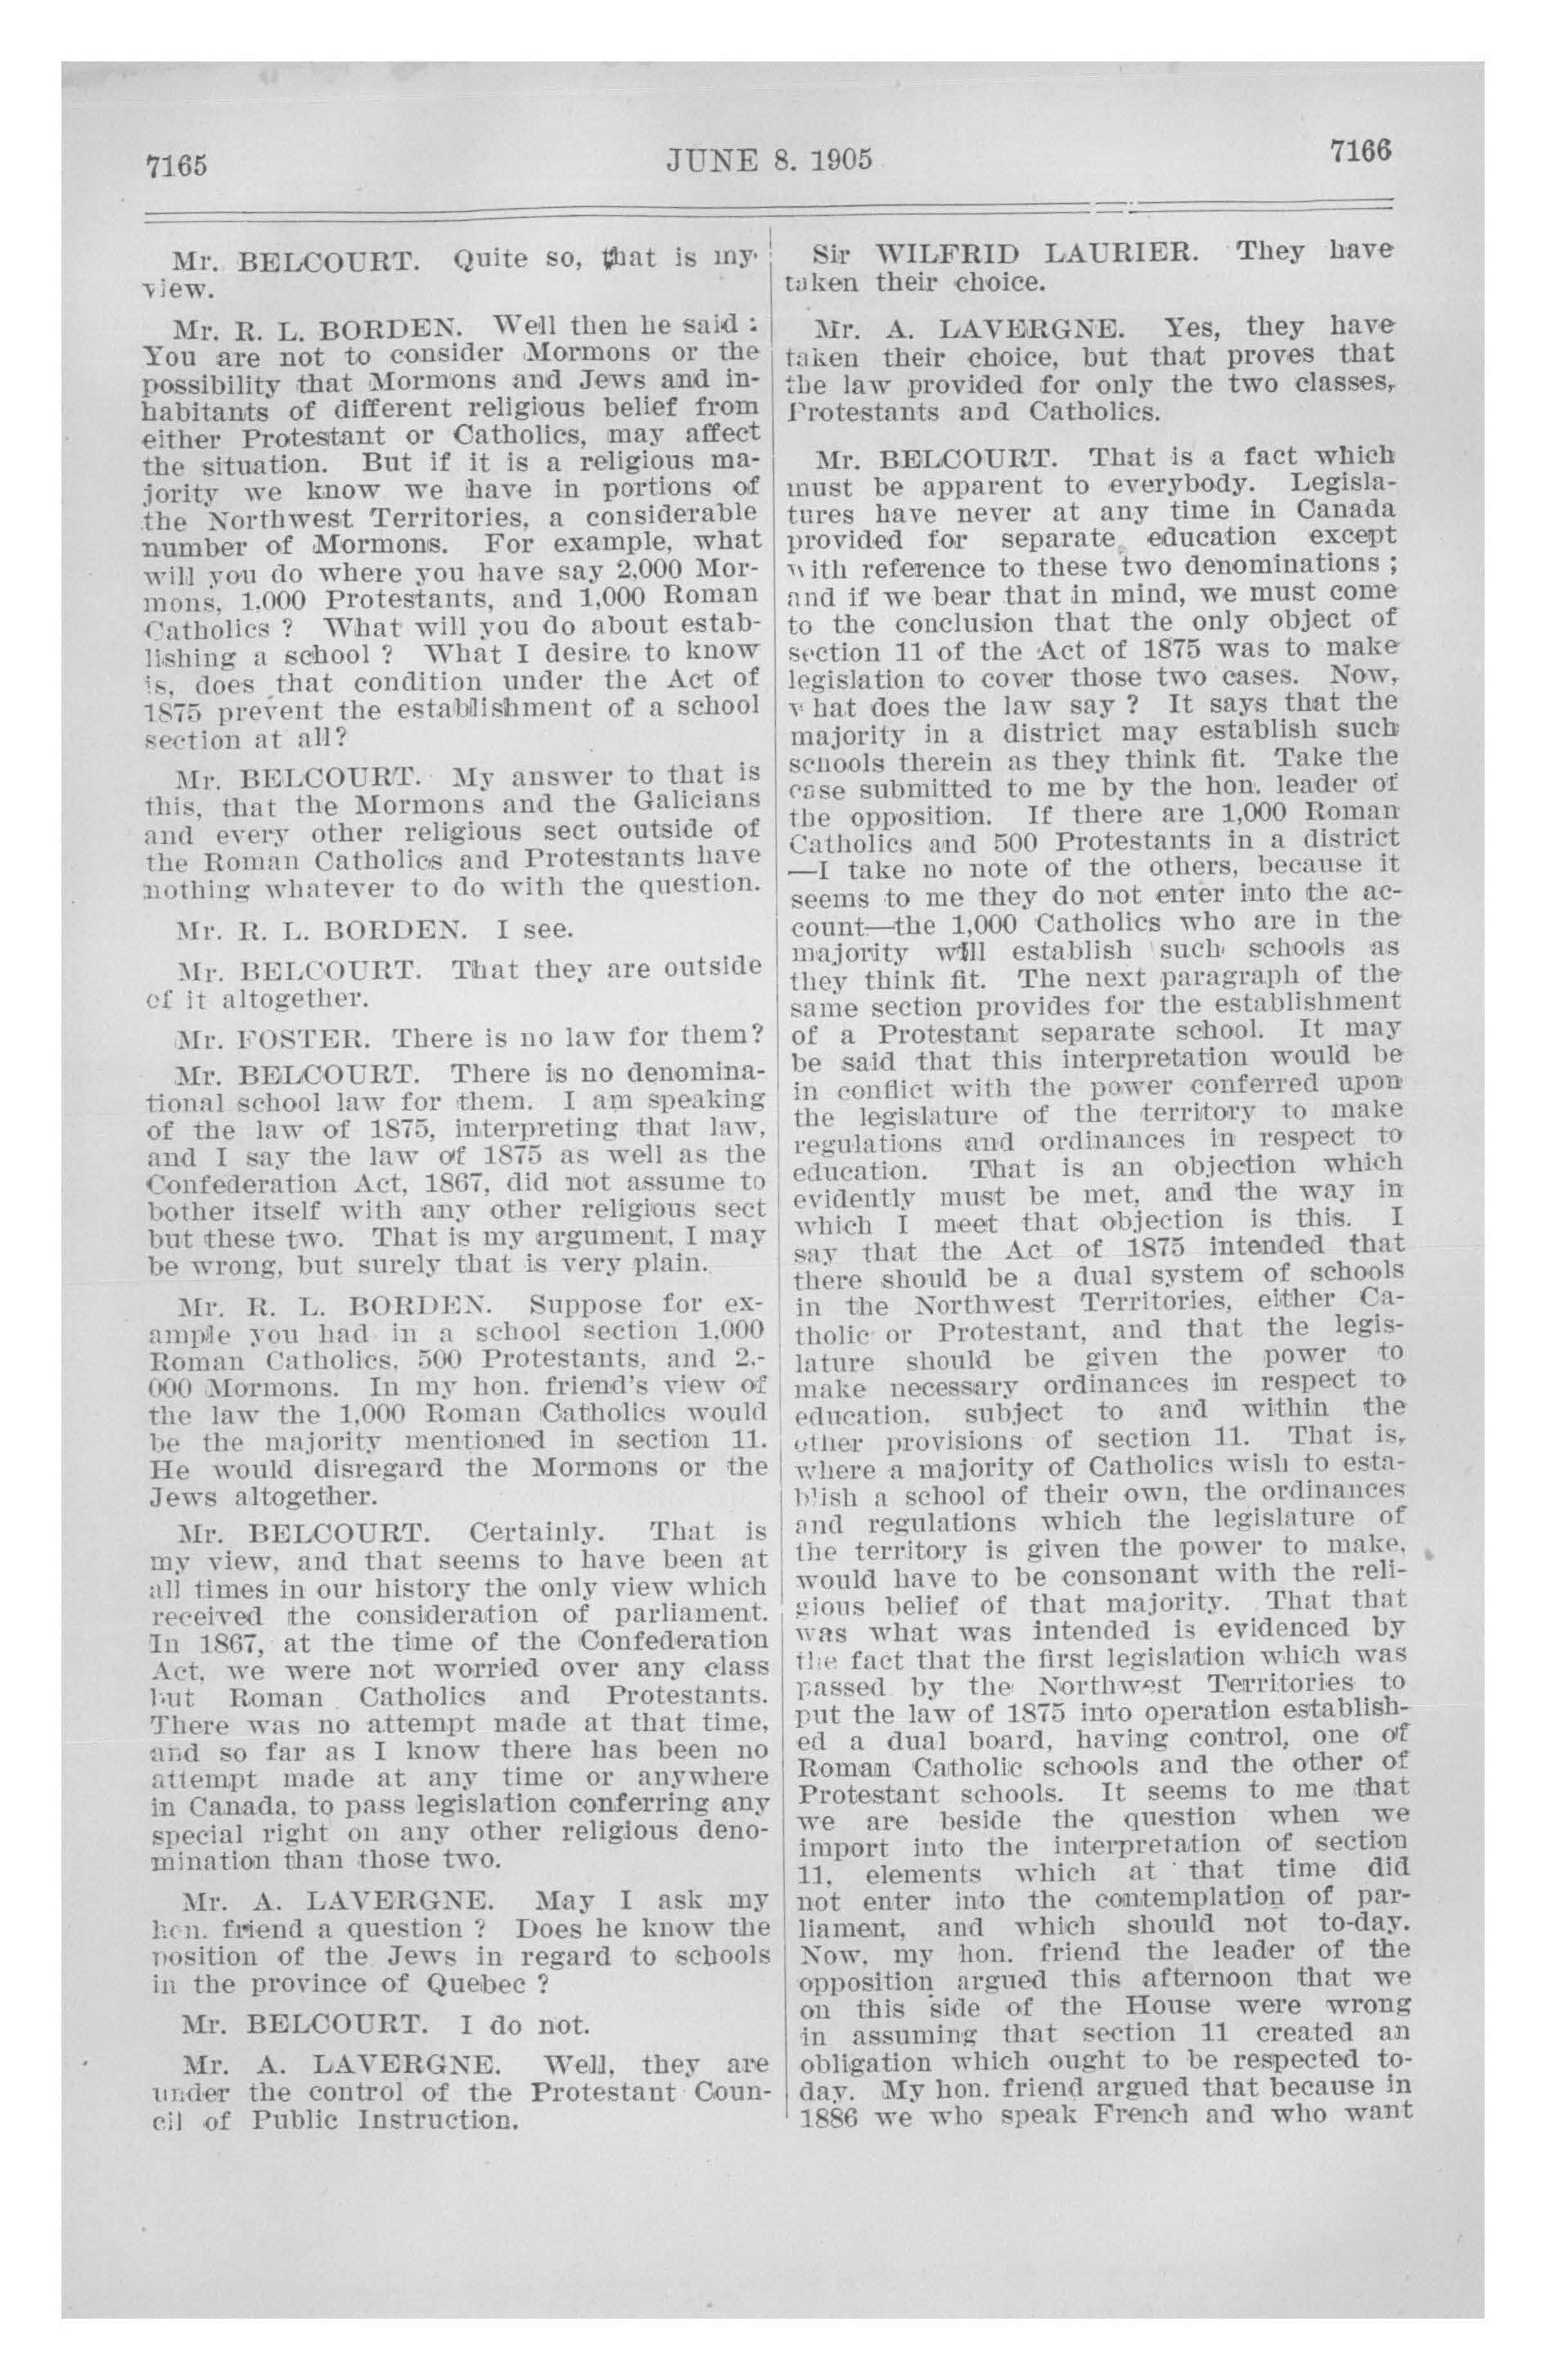 7165
JUNE 8. 1905
7166
Mr. BELCOURT. Quite so, that is my
view.
Mr. R. L. BORDEN. Well then he said :
You are not to consider Mormons or the
possibility that Mormons and Jews and in-
habitants of different religious belief from
either Protestant or Catholics, may affect
the situation. But if it is a religious ma-
jority we know we have in portions of
the Northwest Territories, a considerable
number of Mormons. For example, what
will you do where you have say 2,000 Mor-
mons, 1,000 Protestants, and 1,000 Roman
Catholics ? What will you do about estab-
lishing a school ? What I desire to know
is, does that condition under the Act of
1875 prevent the establishment of a school
section at all?
Mr. BELCOURT. My answer to that is
this, that the Mormons and the Galicians
and every other religious sect outside of
the Roman Catholics and Protestants have
nothing whatever to do with the question.
Mr. R. L. BORDEN. I see.
Mr. BELCOURT. That they are outside
of it altogether.
Mr. FOSTER. There is no law for them?
Mr. BELCOURT. There is no denomina-
tional school law for them. I am speaking
of the law of 1875, interpreting that law,
and I say the law of 1875 as well as the
Confederation Act, 1867, did not assume to
bother itself with any other religious sect
but these two. That is my argument, I may
be wrong, but surely that is very plain.
Mr. R. L. BORDEN. Suppose for ex-
ample you had in a school section 1,000
Roman Catholics, 500 Protestants, and 2,-
000 Mormons. In my hon. friend's view of
the law the 1,000 Roman Catholics would
be the majority mentioned in section 11.
He would disregard the Mormons or the
Jews altogether.
Mr. BELCOURT. Certainly. That is
my view, and that seems to have been at
all times in our history the only view which
received the consideration of parliament.
In 1867, at the time of the Confederation
Act, we were not worried over any class
but Roman Catholics and Protestants.
There was no attempt made at that time,
and so far as I know there has been no
attempt made at any time or anywhere
in Canada, to pass legislation conferring any
special right on any other religious deno-
mination than those two.
Mr. A. LAVERGNE. May I ask my
hon. friend a question ? Does he know the
position of the Jews in regard to schools
in the province of Quebec ?
Mr. BELCOURT. I do not.
Mr. A. LAVERGNE. Well, they are
under the control of the Protestant Coun-
cil of Public Instruction.
Sir WILFRID LAURIER. They have
taken their choice.
Mr. A. LAVERGNE. Yes, they have
taken their choice, but that proves that
the law provided for only the two classes,
Protestants and Catholics.
Mr. BELCOURT. That is a fact which
must be apparent to everybody. Legisla-
tures have never at any time in Canada
provided for separate education except
with reference to these two denominations ;
and if we bear that in mind, we must come
to the conclusion that the only object of
section 11 of the Act of 1875 was to make
legislation to cover those two cases. Now,
what does the law say ? It says that the
majority in a district may establish such
schools therein as they think fit. Take the
case submitted to me by the hon. leader of
the opposition. If there are 1,000 Roman
Catholics and 500 Protestants in a district
—I take no note of the others, because it
seems to me they do not enter into the ac-
count—the 1,000 Catholics who are in the
majority will establish such schools as
they think fit. The next paragraph of the
same section provides for the establishment
of a Protestant separate school. It may
be said that this interpretation would be
in conflict with the power conferred upon
the legislature of the territory to make
regulations and ordinances in respect to
education. That is an objection which
evidently must be met, and the way in
which I meet that objection is this. I
say that the Act of 1875 intended that
there should be a dual system of schools
in the Northwest Territories, either Ca-
tholic or Protestant, and that the legis-
lature should be given the power to
make necessary ordinances in respect to
education, subject to and within the
other provisions of section 11. That is,
where a majority of Catholics wish to esta-
blish a school of their own, the ordinances
and regulations which the legislature of
the territory is given the power to make,
would have to be consonant with the reli-
gious belief of that majority. That that
was what was intended is evidenced by
the fact that the first legislation which was
passed by the Northwest Territories to
put the law of 1875 into operation establish-
ed a dual board, having control, one of
Roman Catholic schools and the other of
Protestant schools. It seems to me that
we are beside the question when we
import into the interpretation of section
11, elements which at that time did
not enter into the contemplation of par-
liament, and which should not to-day.
Now, my hon. friend the leader of the
opposition argued this afternoon that we
on this side of the House were wrong
in assuming that section 11 created an
obligation which ought to be respected to-
day. My hon. friend argued that because in
1886 we who speak French and who want